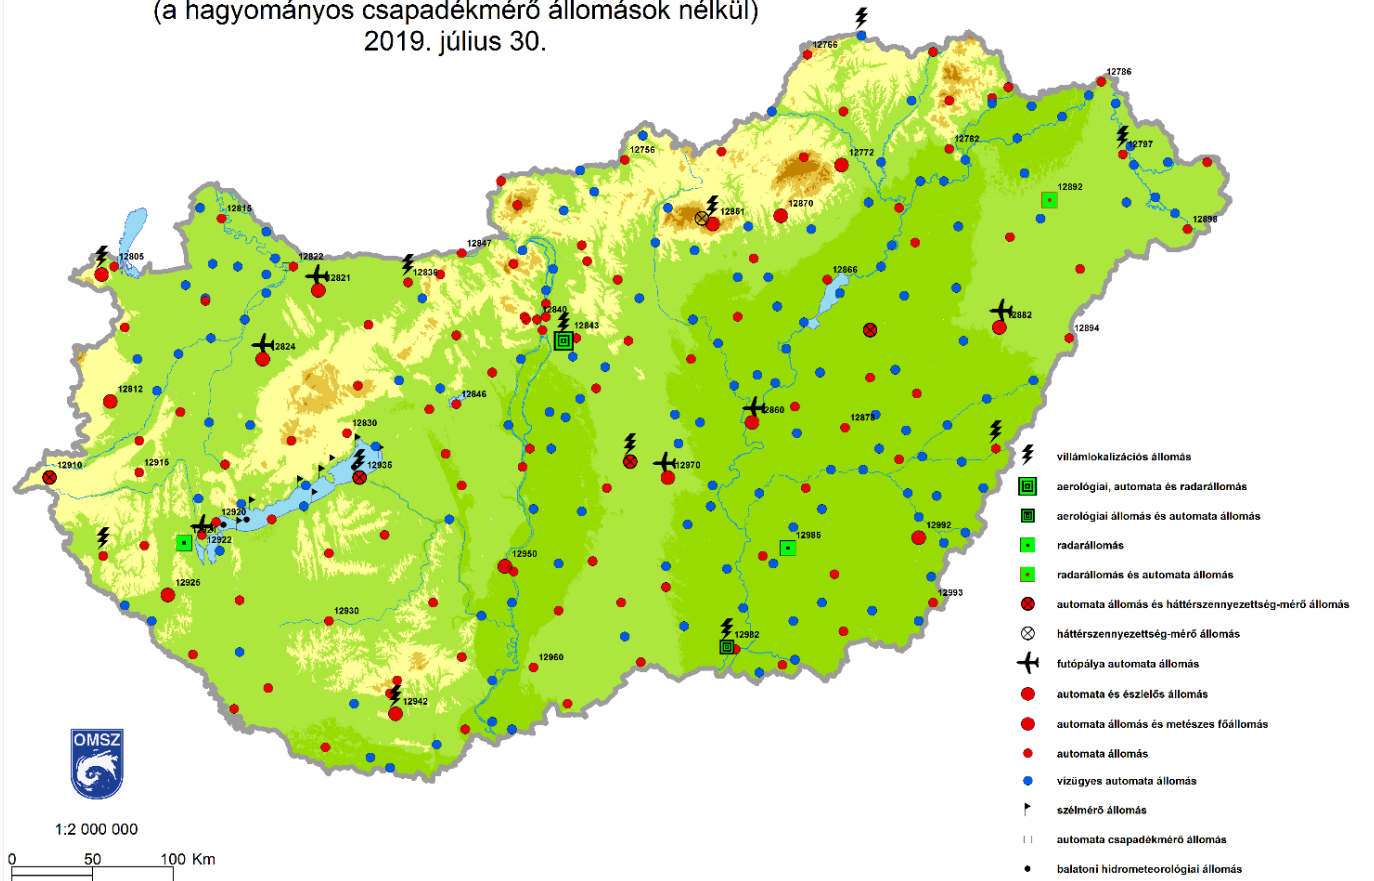 (a hagyományos csapadékmérő állomások nélkül)
2019. július 30.
12766
12786
12772
12782
12797
12756
12892
12898
12815
12851
12870
12805
12847
12822
12821
12836
12866
12840
12843
12882
12894
12824
12812
12846
12860
12878
12830
12910
12915
12935
12970
12920
12922
12992
12985
12950
12925
12993
12930
12982
12960
12942
villámlokalizációs állomás
aerológiai, automata és radarállomás
aerológiai állomás és automata állomás
radarállomás
radarállomás és automata állomás
automata állomás és háttérszennyezettség-mérő állomás
háttérszennyezettség-mérő állomás
futópálya automata állomás
automata és észlelős állomás
automata állomás és metészes főállomás
automata állomás
vizügyes automata állomás
szélmérő állomás
automata csapadékmérő állomás
balatoni hidrometeorológiai állomás
OMSZ
1:2 000 000
0 50 100 Km